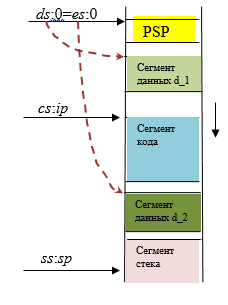 ds:0=es:0
PSP
Сегмент
данных d_1
cs:ip
Сегмент
кода
Сегмент
данных d_2
ss:sp
Сегмент
стека